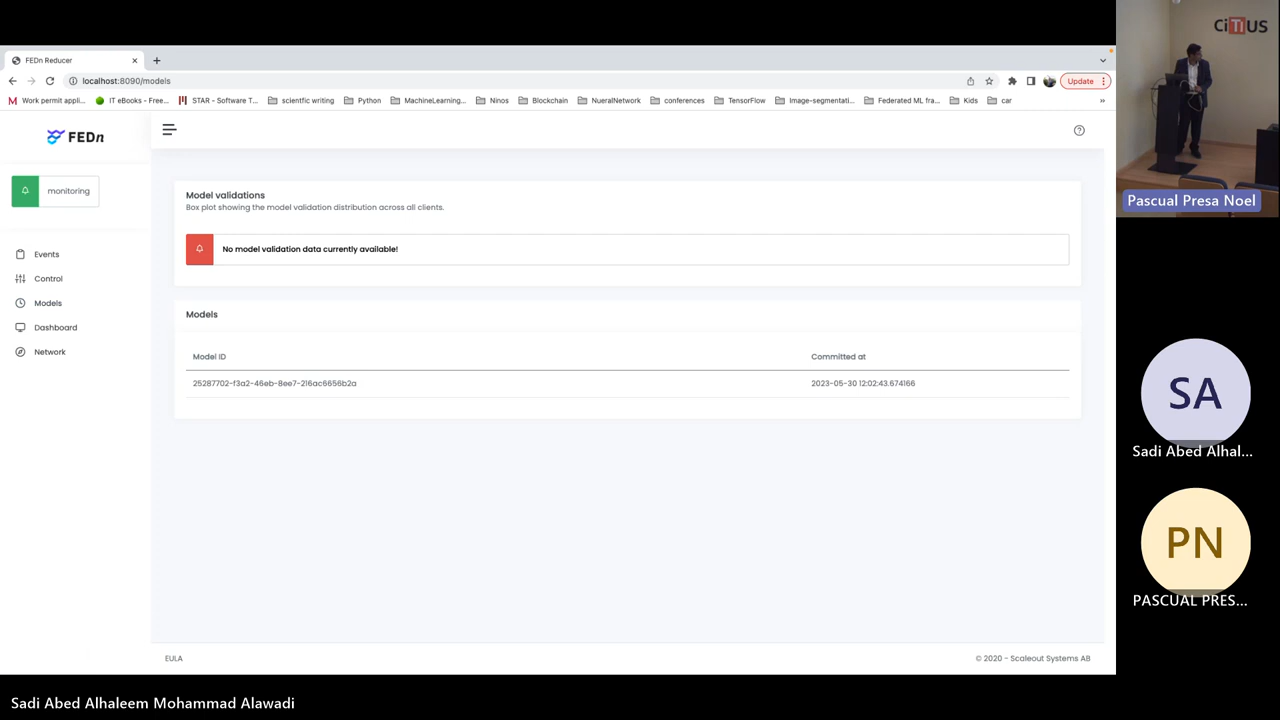 FEDn Reducer
localhost:8090/models
Update
Work permit appli...
IT eBooks - Free...
STAR - Software T...
scientfic writing
Python
MachineLearning...
Ninos
Blockchain
NueralNetwork
conferences
TensorFlow
Image-segmentati...
Federated ML fra...
Kids
car
FEDn
monitoring
Events
Control
Models
Dashboard
Network
Model validations
Box plot showing the model validation distribution across all clients.
No model validation data currently available!
Models
Model ID
Committed at
25287702-f3a2-46eb-8ee7-216ac6656b2a
2023-05-30 12:02:43.674166
EULA
© 2020 - Scaleout Systems AB
CiTIUS
Pascual Presa Noel
SA
Sadi Abed Alhal...
PN
PASCUAL PRES...
Sadi Abed Alhaleem Mohammad Alawadi